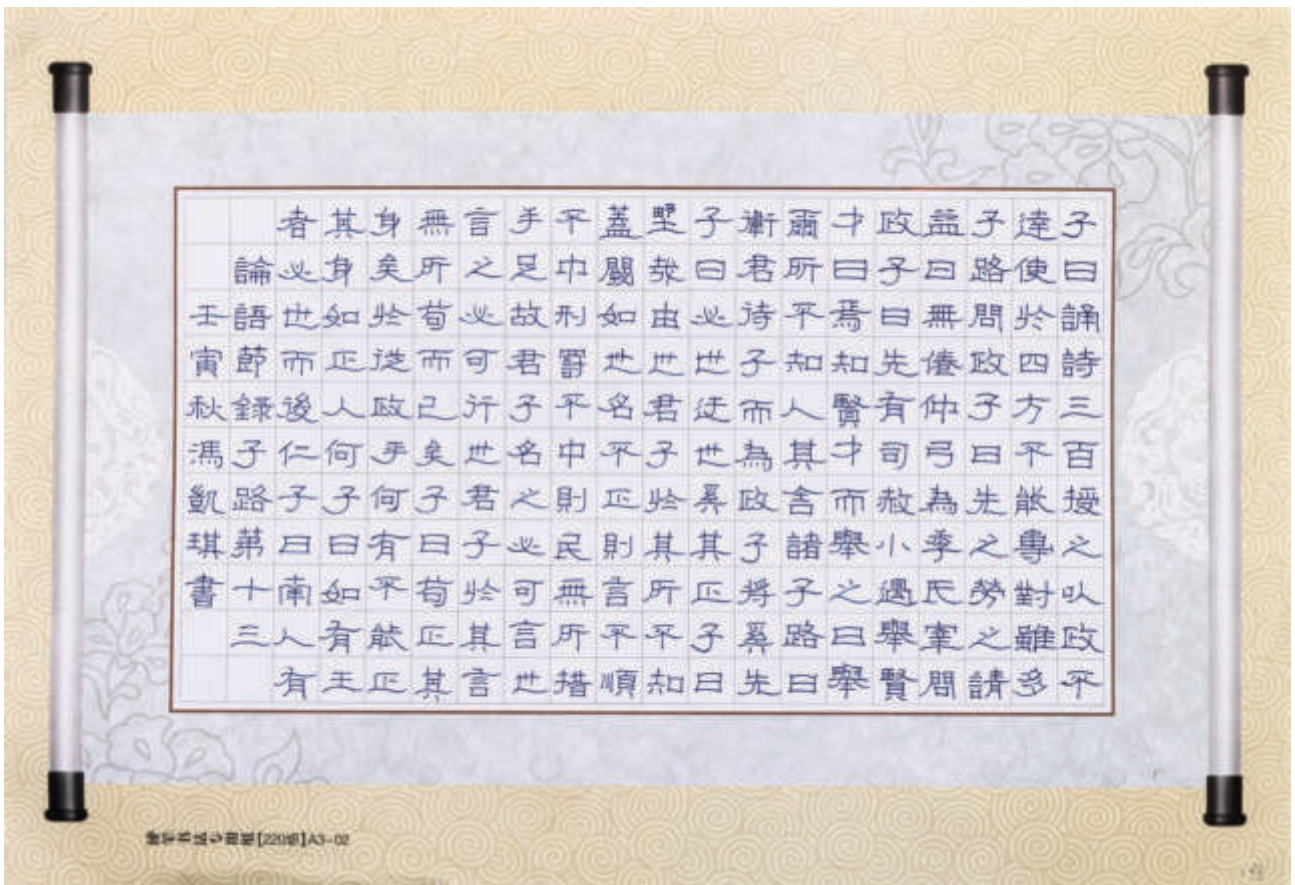 子曰誦詩三百授之以政不
達使於四方不能專對雖多
子路問政子曰先之勞之請
益曰無倦仲弓為季氏宰問
政子曰先有司赦小過舉賢
才曰焉知賢才而舉之曰舉
爾所不知人其舍諸子路曰
衛君待子而為政子將奚先
子曰必也迂也奚其正子曰
野哉由也君子於其所不知
蓋闕如也名不正則言不順
不中刑罰不中則民無所措
手足故君子名之必可言也
言之必可行也君子於其言
無所苟而已矣子曰苟正其
身矣於從政乎何有不能正
其身如正人何子曰如有王
者必世而後仁子曰南人有
論語節錄子路第十三
壬寅秋馮凱琪書